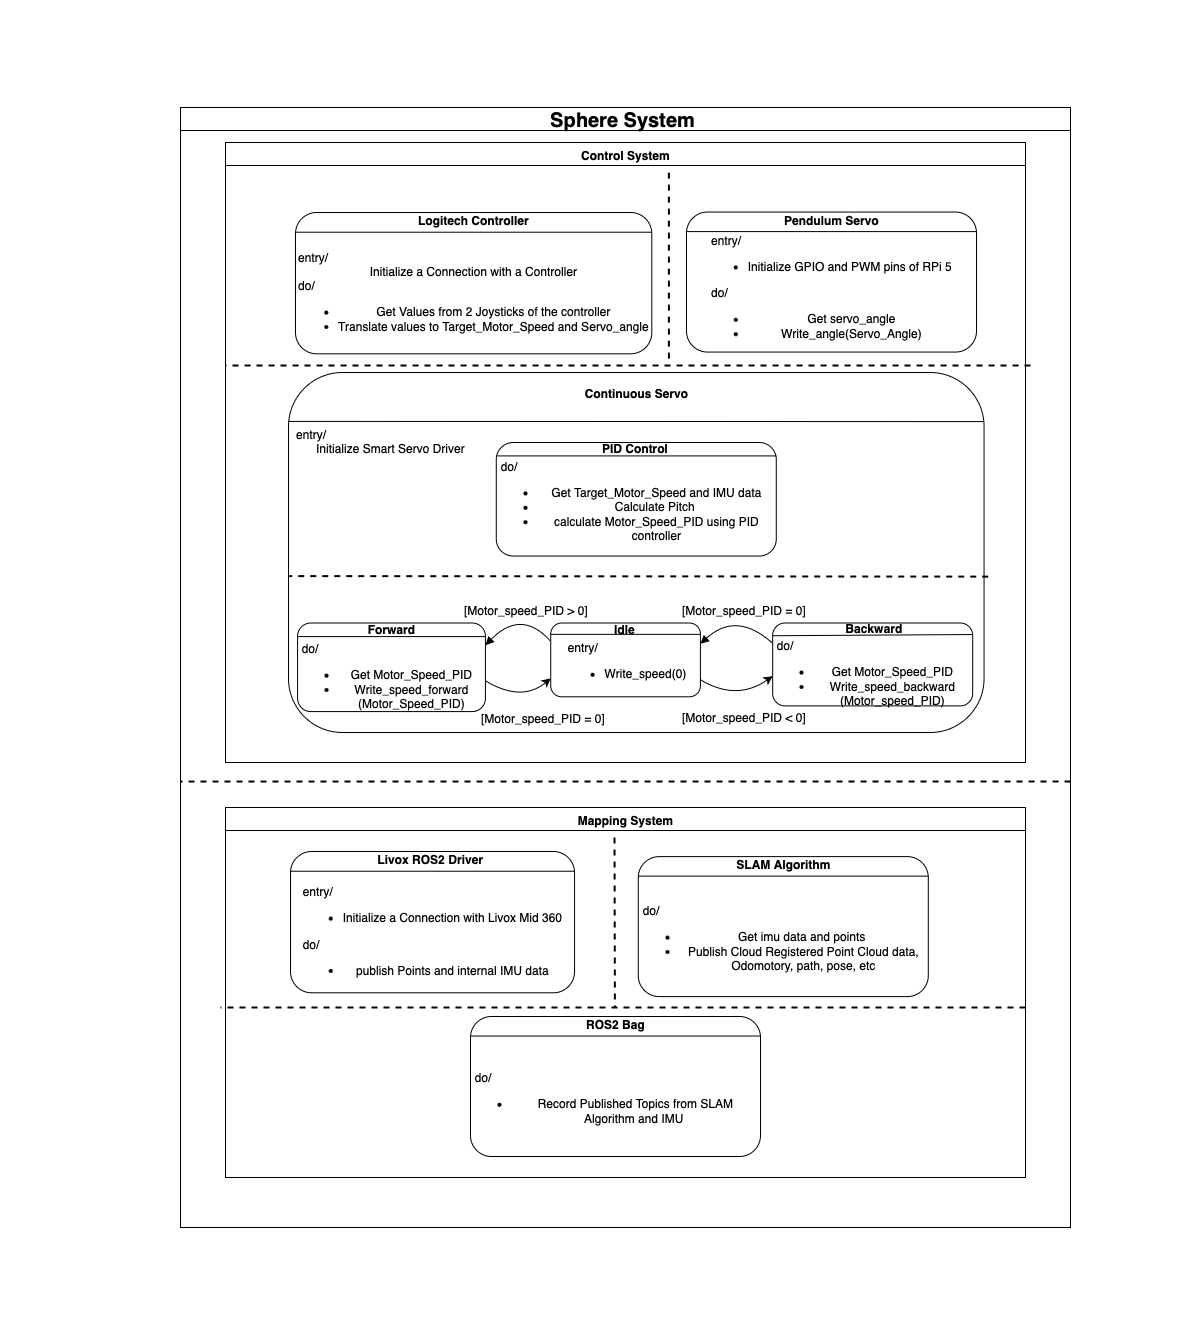 Sphere System
Control System
Logitech Controller
entry/
Initialize a Connection with a Controller
do/
• Get Values from 2 Joysticks of the controller
• Translate values to Target_Motor_Speed and Servo_angle
Pendulum Servo
entry/
• Initialize GPIO and PWM pins of RPi 5
do/
• Get servo_angle
• Write_angle(Servo_Angle)
Continuous Servo
entry/
Initialize Smart Servo Driver
PID Control
do/
• Get Target_Motor_Speed and IMU data
• Calculate Pitch
• calculate Motor_Speed_PID using PID
controller
[Motor_speed_PID > 0]
[Motor_speed_PID = 0]
Forward
do/
• Get Motor_Speed_PID
• Write_speed_forward
(Motor_Speed_PID)
Idle
entry/
• Write_speed(0)
Backward
do/
• Get Motor_Speed_PID
• Write_speed_backward
(Motor_speed_PID)
[Motor_speed_PID = 0]
[Motor_speed_PID < 0]
Mapping System
Livox ROS2 Driver
entry/
• Initialize a Connection with Livox Mid 360
do/
• publish Points and internal IMU data
SLAM Algorithm
do/
• Get imu data and points
• Publish Cloud Registered Point Cloud data,
Odomotory, path, pose, etc
ROS2 Bag
do/
• Record Published Topics from SLAM
Algorithm and IMU